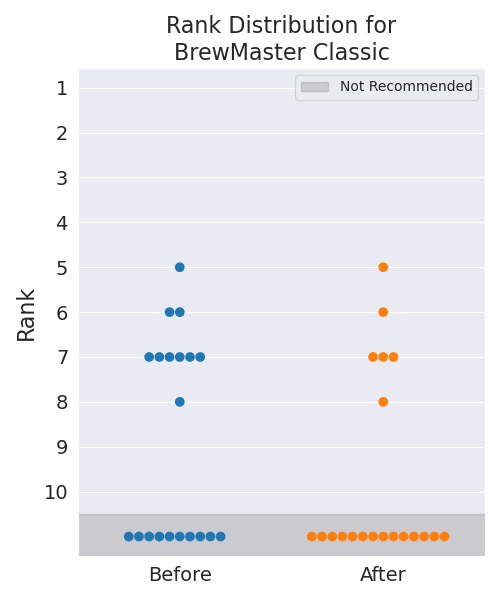 Rank Distribution for
BrewMaster Classic
Not Recommended
1
2
3
4
5
6
7
8
9
10
Rank
Before
After